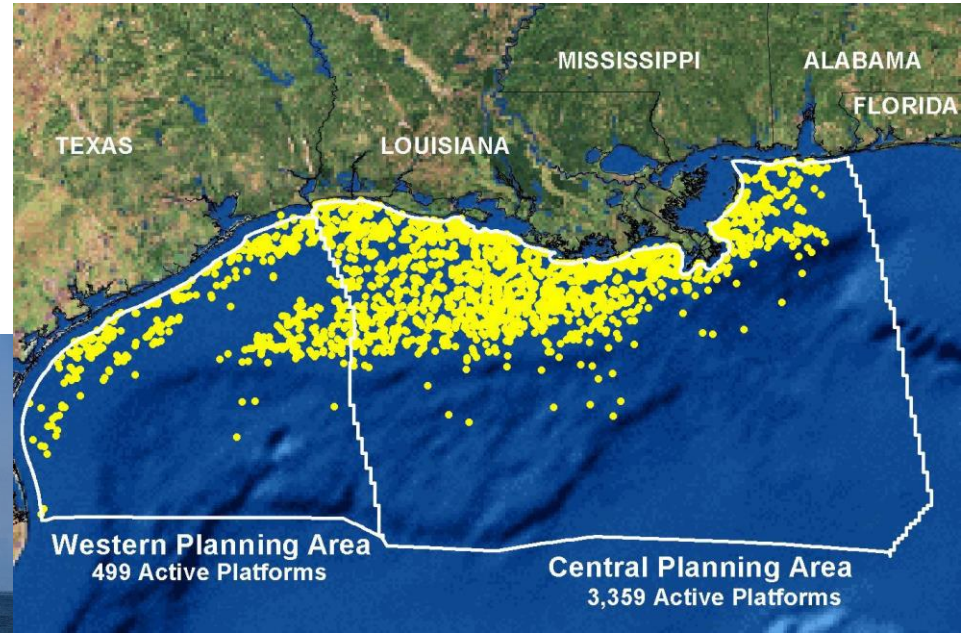 MISSISSIPPI
ALABAMA
FLORIDA
TEXAS
LOUISIANA
Western Planning Area
499 Active Platforms
Central Planning Area
3,359 Active Platforms